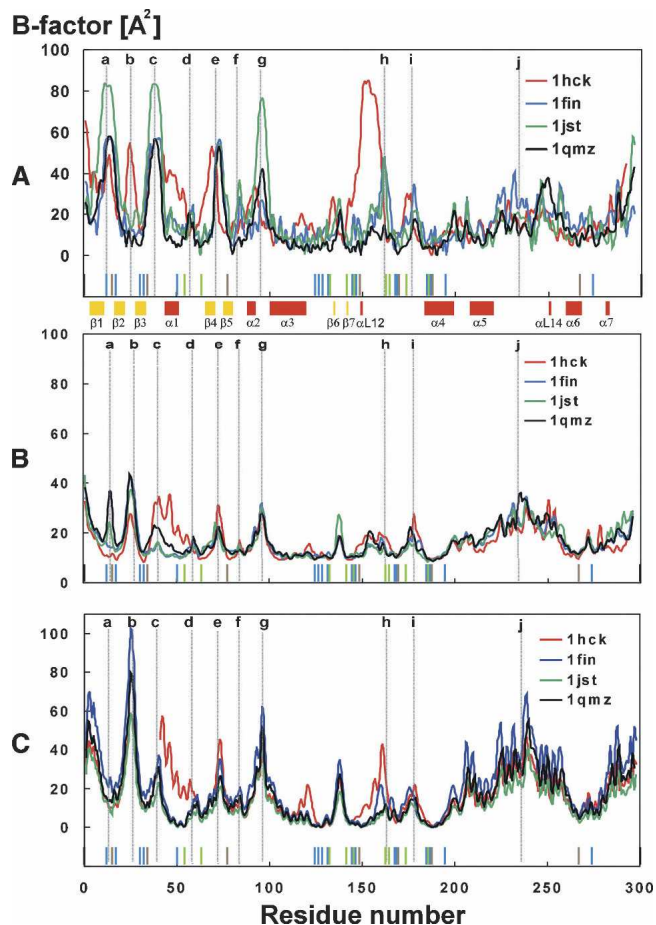 B-factor [A²]
100
a b c d e f g h i j
1hck
80
1fin
60
1jst
1qmz
A
40
20
0
β1 β2 β3 α1 β4 β5 α2 α3 β6 β7 αL12 α4 α5 αL14 α6 α7
100
a b c d e f g h i j
1hck
80
1fin
1jst
60
1qmz
B
40
20
0
100
a b c d e f g h i j
1hck
80
1fin
1jst
60
1qmz
C
40
20
0
0 50 100 150 200 250 300
Residue number